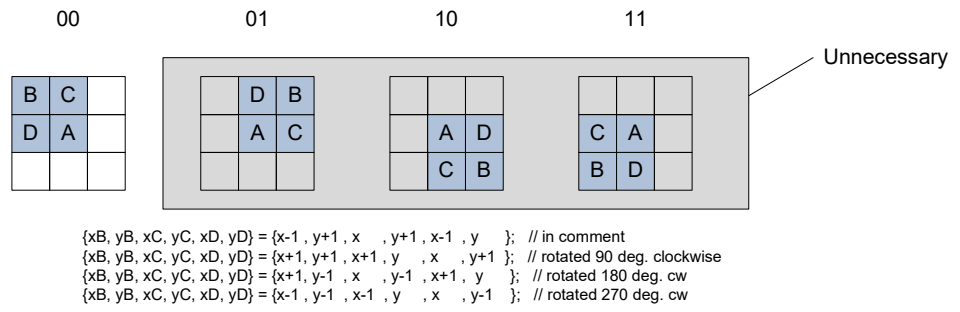 00 01 10 11
Unnecessary
B C D B
D A A C A D C A
C B B D
{xB, yB, xC, yC, xD, yD} = {x-1 , y+1 , x , y+1 , x-1 , y }; // in comment
{xB, yB, xC, yC, xD, yD} = {x+1, y+1 , x+1 , y , x , y+1 }; // rotated 90 deg. clockwise
{xB, yB, xC, yC, xD, yD} = {x+1, y-1 , x , y-1 , x+1 , y }; // rotated 180 deg. cw
{xB, yB, xC, yC, xD, yD} = {x-1 , y-1 , x-1 , y , x , y-1 }; // rotated 270 deg. cw